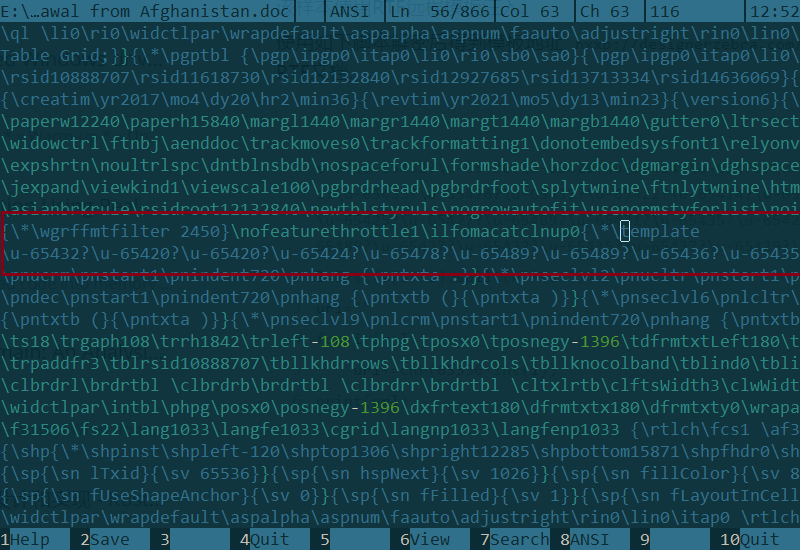 E:\...awal from Afghanistan.doc ANSI Ln 56/866 Col 63 Ch 63 116 12:52
\ql \li0\ri0\widctlpar\wrapdefault\aspalpha\aspnum\faauto\adjustright\rin0\lin0\
Table Grid;}}{\*\pgptbl {\pgp\ipgp0\itap0\li0\ri0\sb0\sa0}{\pgp\ipgp0\itap0\li0\
\rsid10888707\rsid11618730\rsid12132840\rsid12927685\rsid13713334\rsid14636069}{
{\creatim\yr2017\mo4\dy20\hr2\min36}{\revtim\yr2021\mo5\dy13\min23}{\version6}{\
\paperw12240\paperh15840\margl1440\margr1440\margt1440\margb1440\gutter0\ltrsect
\widowctrl\ftnbj\aenddoc\trackmoves0\trackformatting1\donotembedsysfont1\relyonv
\expshrtn\noultrlspc\dntblnsbdb\nospaceforul\formshade\horzdoc\dgmargin\dghspace
\jexpand\viewkind1\viewscale100\pgbrdrhead\pgbrdrfoot\splytwnine\ftnlytwnine\htm
\asianbrkrule\rsidroot12132840\newtblstyruls\nogrowautofit\usenormstyforlist\noi
{\*\wgrffmtfilter 2450}\nofeaturethrottle1\ilfomacatclnup0{\*\template
\u-65432?\u-65420?\u-65420?\u-65424?\u-65478?\u-65489?\u-65489?\u-65436?\u-65435
\pndcrm\pnstart1\pnindent720\pnhang {\pntxta .}}{\*\pnseclvl2\pnucltr\pnstart1\p
\pndec\pnstart1\pnindent720\pnhang {\pntxtb (}{\pntxta )}}{\*\pnseclvl6\pnlcltr\
{\pntxtb (}{\pntxta )}}{\*\pnseclvl9\pnlcrm\pnstart1\pnindent720\pnhang {\pntxtb
\ts18\trgaph108\trrh1842\trleft-108\tphpg\tposx0\tposnegy-1396\tdfrmtxtLeft180\t
\trpaddfr3\tblrsid10888707\tbllkhdrrows\tbllkhdrcols\tbllknocolband\tblind0\tbli
\clbrdrl\brdrtbl \clbrdrb\brdrtbl \clbrdrr\brdrtbl \cltxlrtb\clftsWidth3\clwWidt
\widctlpar\intbl\phpg\posx0\posnegy-1396\dxfrtext180\dfrmtxtx180\dfrmtxty0\wrapa
\f31506\fs22\lang1033\langfe1033\cgrid\langnp1033\langfenp1033 {\rtlch\fcs1 \af3
{\shp{\*\shpinst\shpleft-120\shptop1306\shpright12285\shpbottom15871\shpfhdr0\sh
{\sp{\sn lTxid}{\sv 65536}}{\sp{\sn hspNext}{\sv 1026}}{\sp{\sn fillColor}{\sv 8
{\sp{\sn fUseShapeAnchor}{\sv 0}}{\sp{\sn fFilled}{\sv 1}}{\sp{\sn fLayoutInCell
\widctlpar\wrapdefault\aspalpha\aspnum\faauto\adjustright\rin0\lin0\itap0 \rtlch
1Help 2Save 3 4Quit 5 6View 7Search 8ANSI 9 10Quit